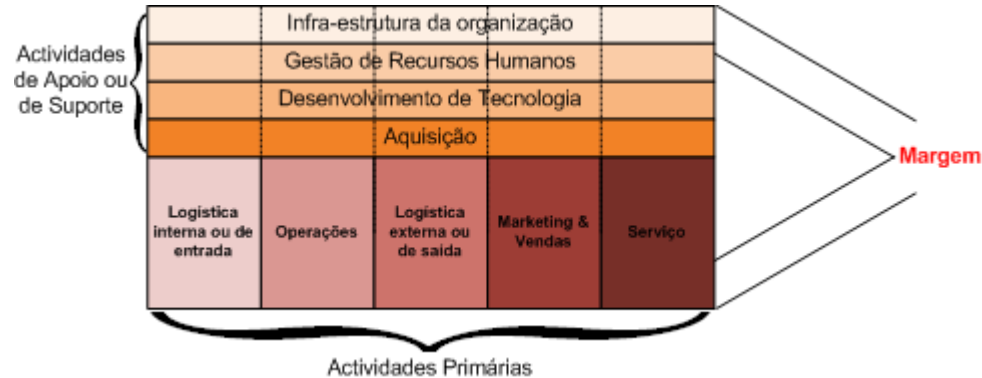 Infra-estrutura da organização
Actividades
de Apoio ou
de Suporte
Gestão de Recursos Humanos
Desenvolvimento de Tecnologia
Aquisição
Margem
Logística
interna ou de
entrada
Operações
Logística
externa ou
de saída
Marketing &
Vendas
Serviço
Actividades Primárias